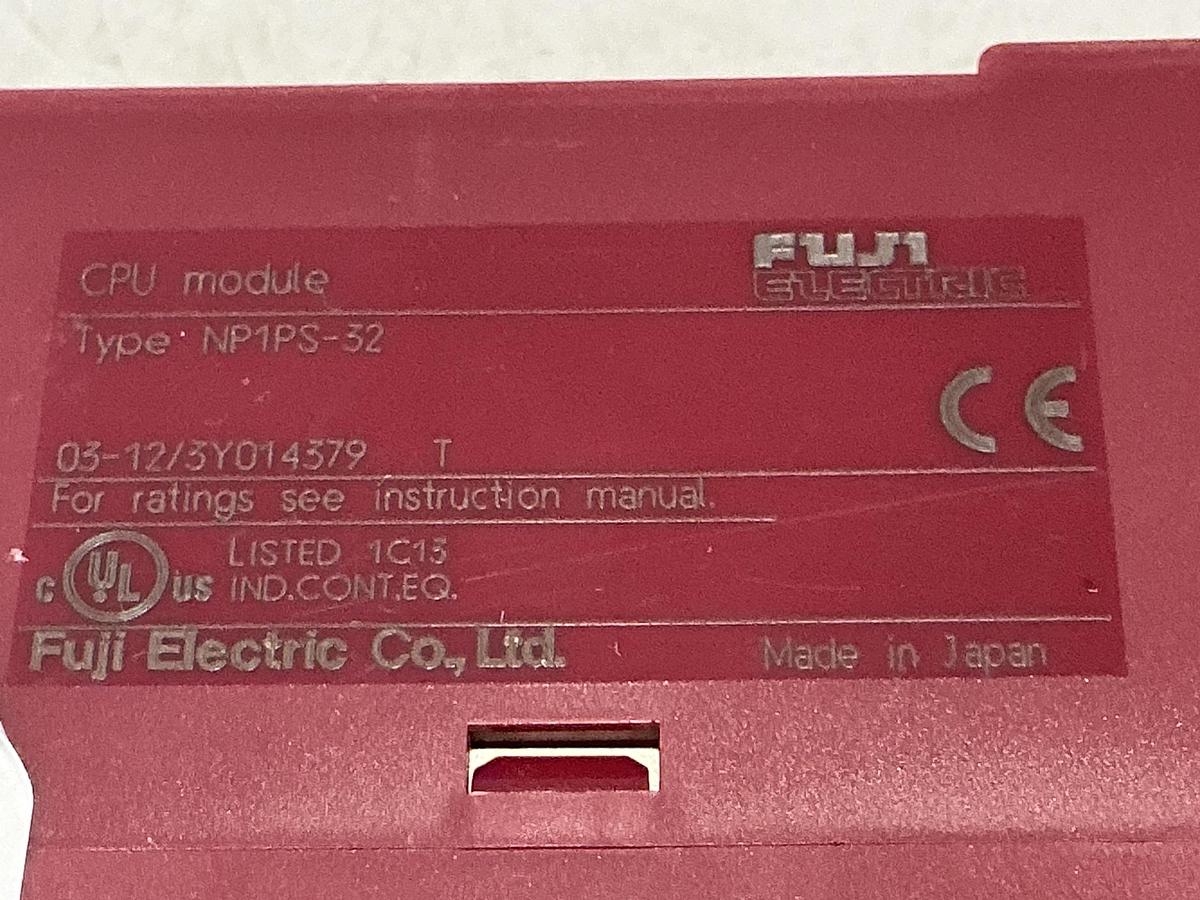 CPU module
FUJI
ELECTRIC
Type NP1PS-32
CE
03-12/3Y014379 T
For ratings see instruction manual.
C UL US LISTED 1C13
IND.CONT.EQ.
Fuji Electric Co., Ltd.
Made in Japan